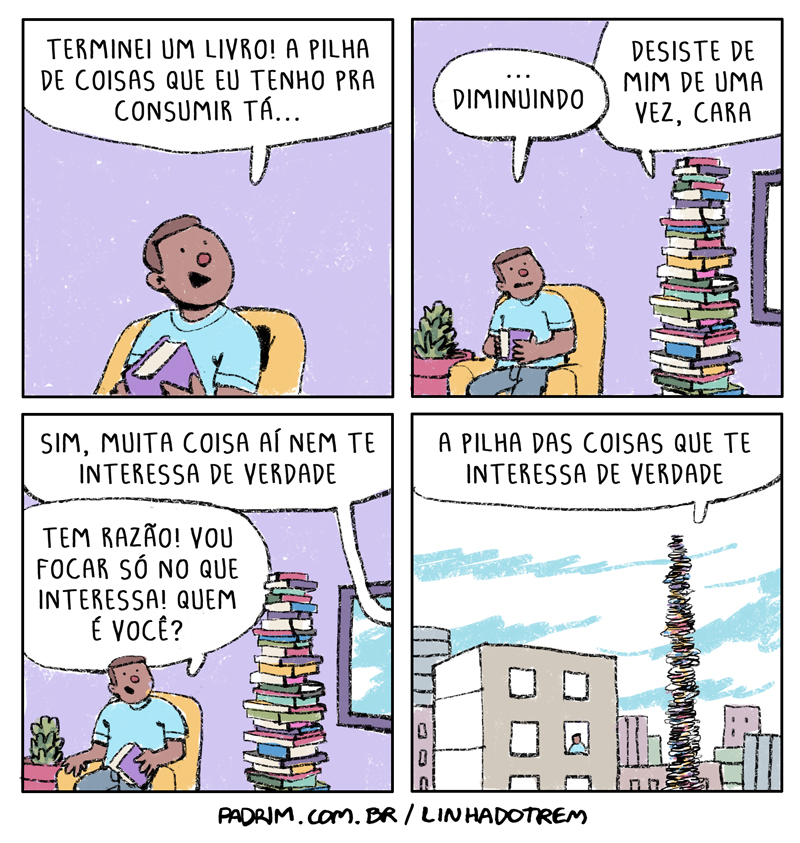 TERMINEI UM LIVRO! A PILHA
DE COISAS QUE EU TENHO PRA
CONSUMIR TÁ...
...
DIMINUINDO
DESISTE DE
MIM DE UMA
VEZ, CARA
SIM, MUITA COISA AÍ NEM TE
INTERESSA DE VERDADE
TEM RAZÃO! VOU
FOCAR SÓ NO QUE
INTERESSA! QUEM
É VOCÊ?
A PILHA DAS COISAS QUE TE
INTERESSA DE VERDADE
PADRIM.COM.BR / LINHADOTREM